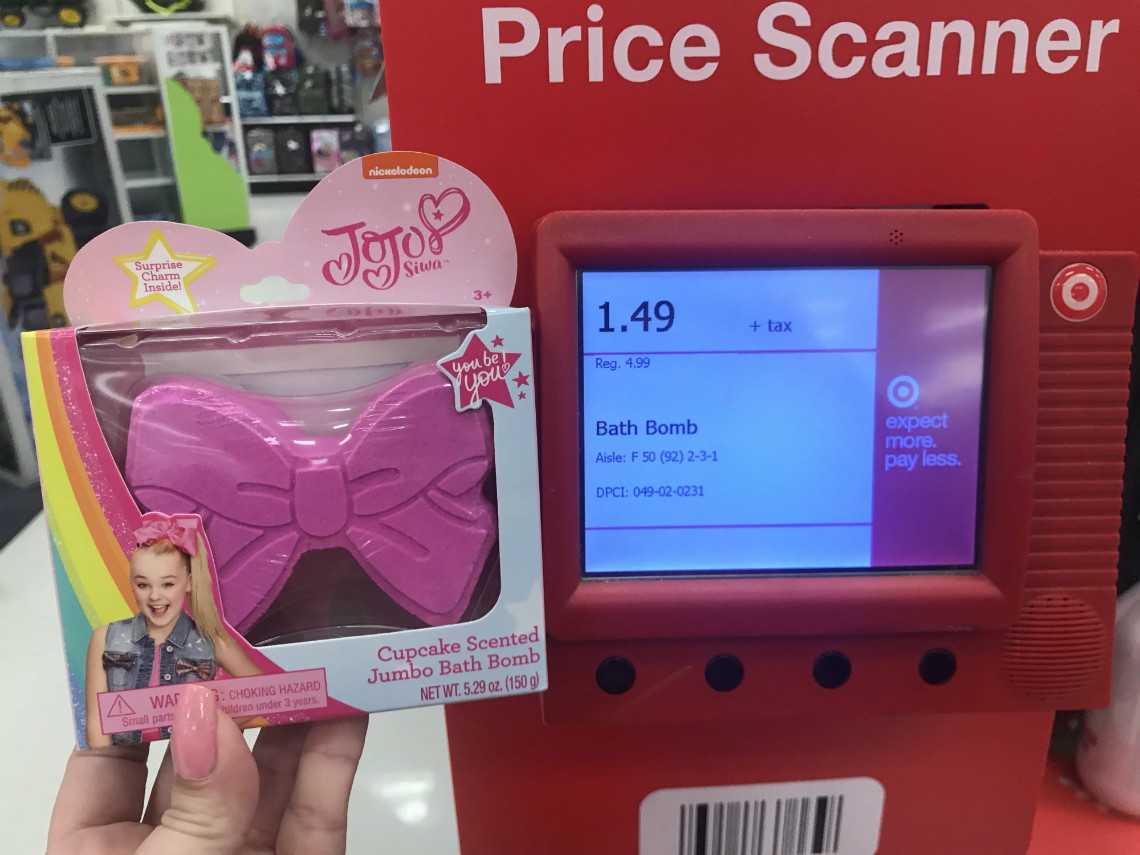 Price Scanner
nickelodeon
JoJo
Siwa™
Surprise
Charm
Inside!
3+
you be!
you
Cupcake Scented
Jumbo Bath Bomb
NET WT. 5.29 oz. (150 g)
CHOKING HAZARD
Small children under 3 years.
1.49 + tax
Reg. 4.99
Bath Bomb
Aisle: F 50 (92) 2-3-1
DPCI: 049-02-0231
expect
more.
pay less.